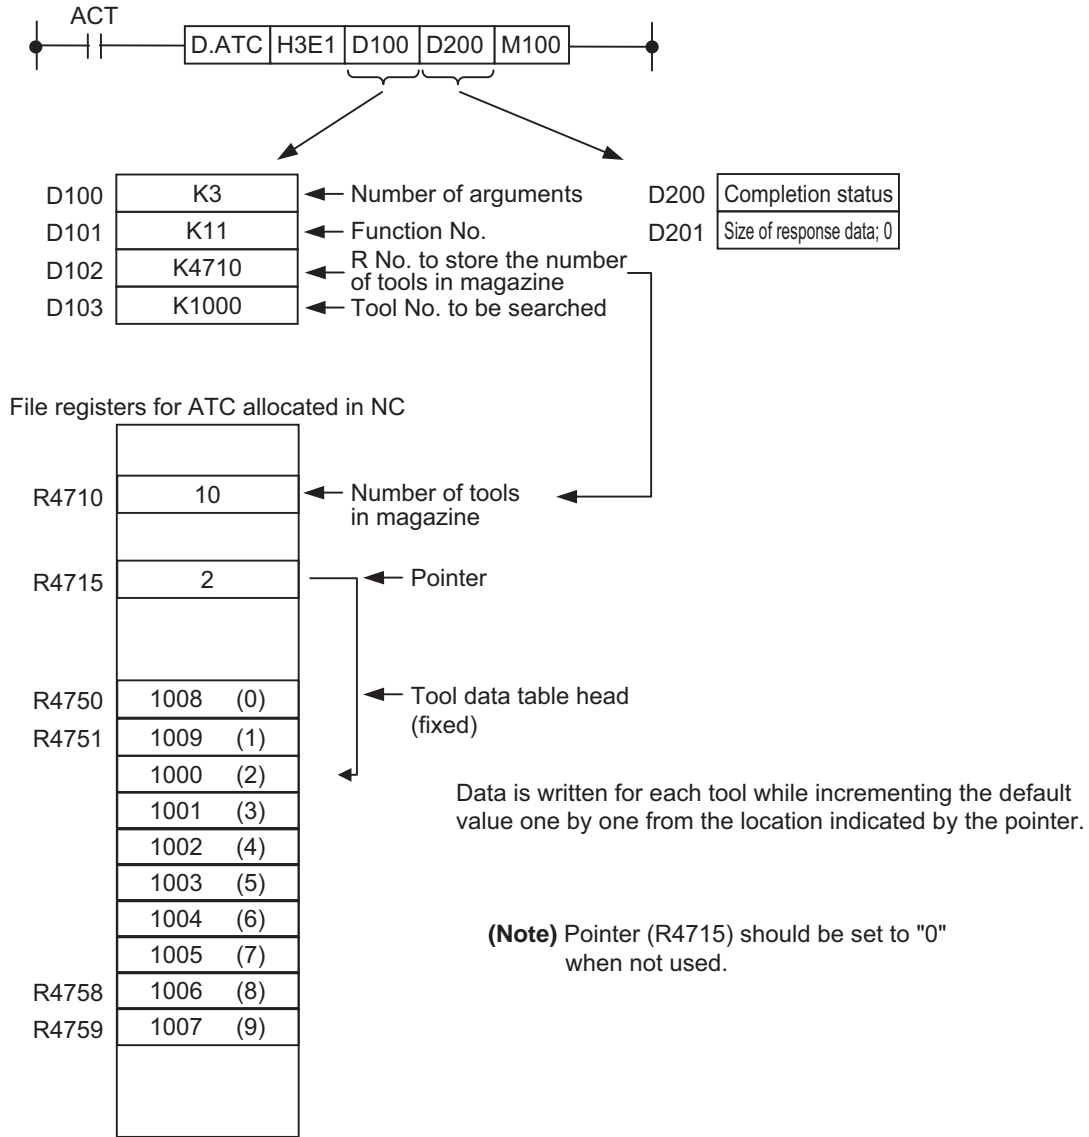 ACT
D.ATC H3E1 D100 D200 M100
D100 K3 Number of arguments
D101 K11 Function No.
D102 K4710 R No. to store the number
of tools in magazine
D103 K1000 Tool No. to be searched
D200 Completion status
D201 Size of response data; 0
File registers for ATC allocated in NC
R4710 10 Number of tools
in magazine
R4715 2 Pointer
R4750 1008 (0) Tool data table head
(fixed)
R4751 1009 (1)
1000 (2)
1001 (3)
1002 (4)
1003 (5)
1004 (6)
1005 (7)
R4758 1006 (8)
R4759 1007 (9)
Data is written for each tool while incrementing the default
value one by one from the location indicated by the pointer.
(Note) Pointer (R4715) should be set to "0"
when not used.